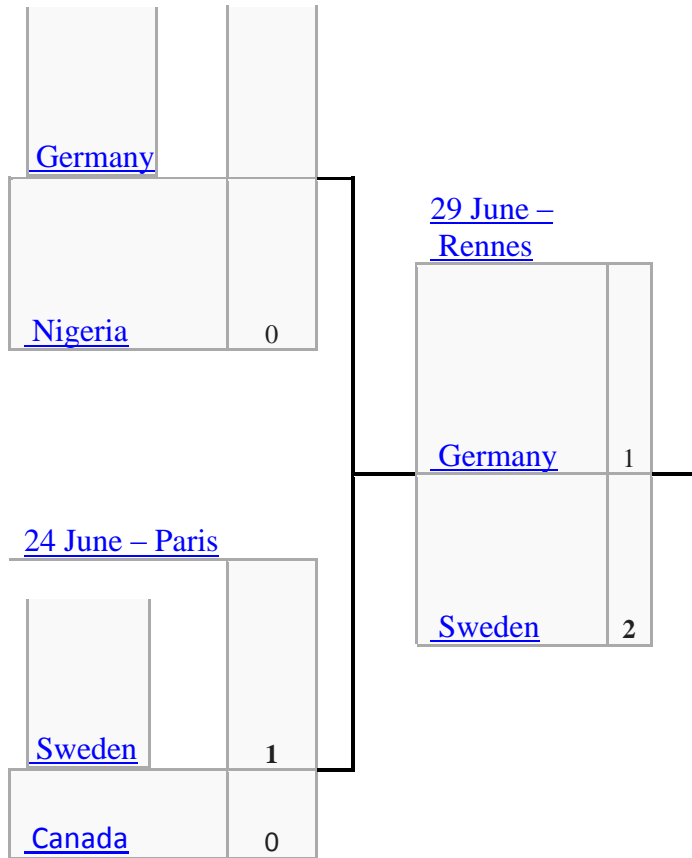 Germany
Nigeria 0
24 June – Paris
Sweden 1
Canada 0
29 June –
Rennes
Germany 1
Sweden 2